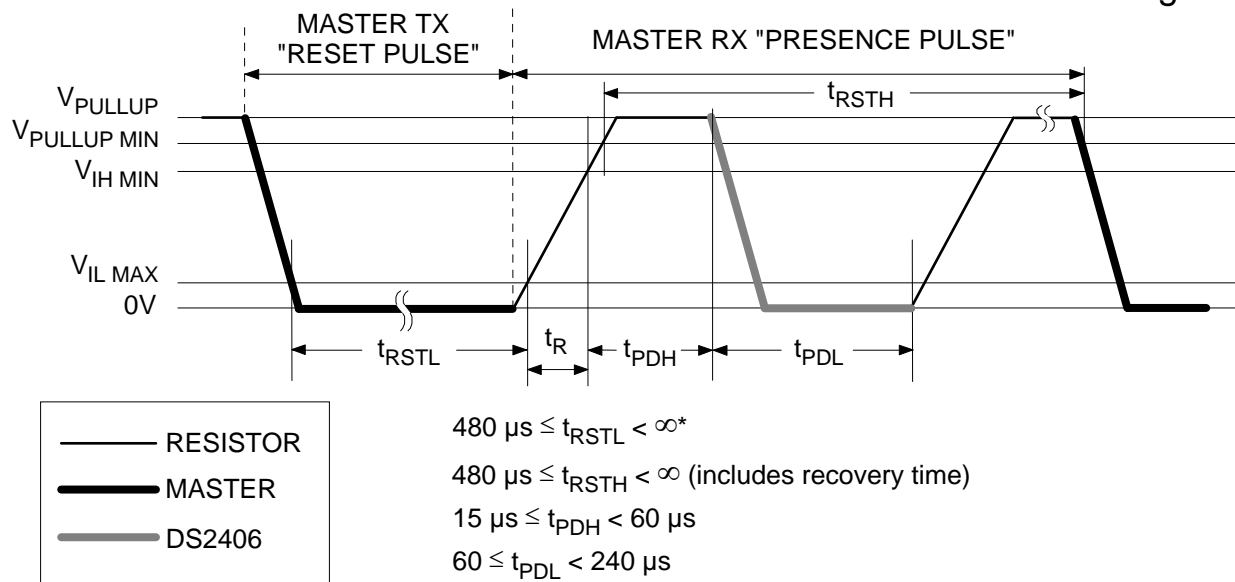 g
MASTER TX
"RESET PULSE"
MASTER RX "PRESENCE PULSE"
VPULLUP
tRSTH
VPULLUP MIN
VIH MIN
VIL MAX
0V
tRSTL
tR
tPDH
tPDL
RESISTOR
MASTER
DS2406
480 µs ≤ tRSTL < ∞*
480 µs ≤ tRSTH < ∞ (includes recovery time)
15 µs ≤ tPDH < 60 µs
60 ≤ tPDL < 240 µs